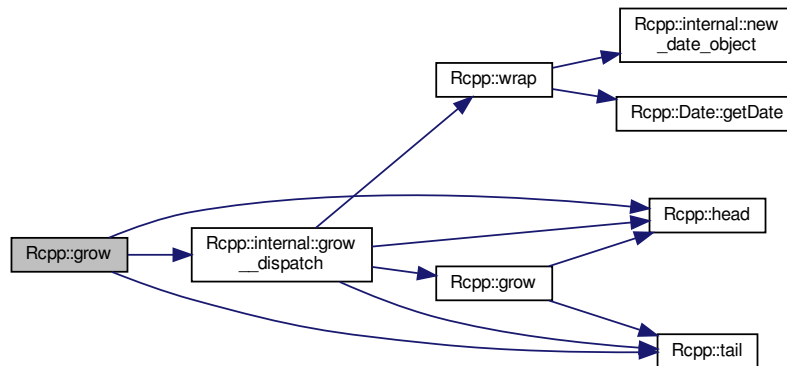 Rcpp::internal::new
_date_object
Rcpp::wrap
Rcpp::Date::getDate
Rcpp::head
Rcpp::grow
Rcpp::internal::grow
__dispatch
Rcpp::grow
Rcpp::tail